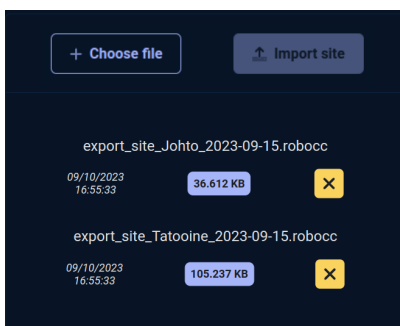 + Choose file
Import site
export_site_Johto_2023-09-15.robocc
09/10/2023
16:55:33
36.612 KB
export_site_Tatooine_2023-09-15.robocc
09/10/2023
16:55:33
105.237 KB